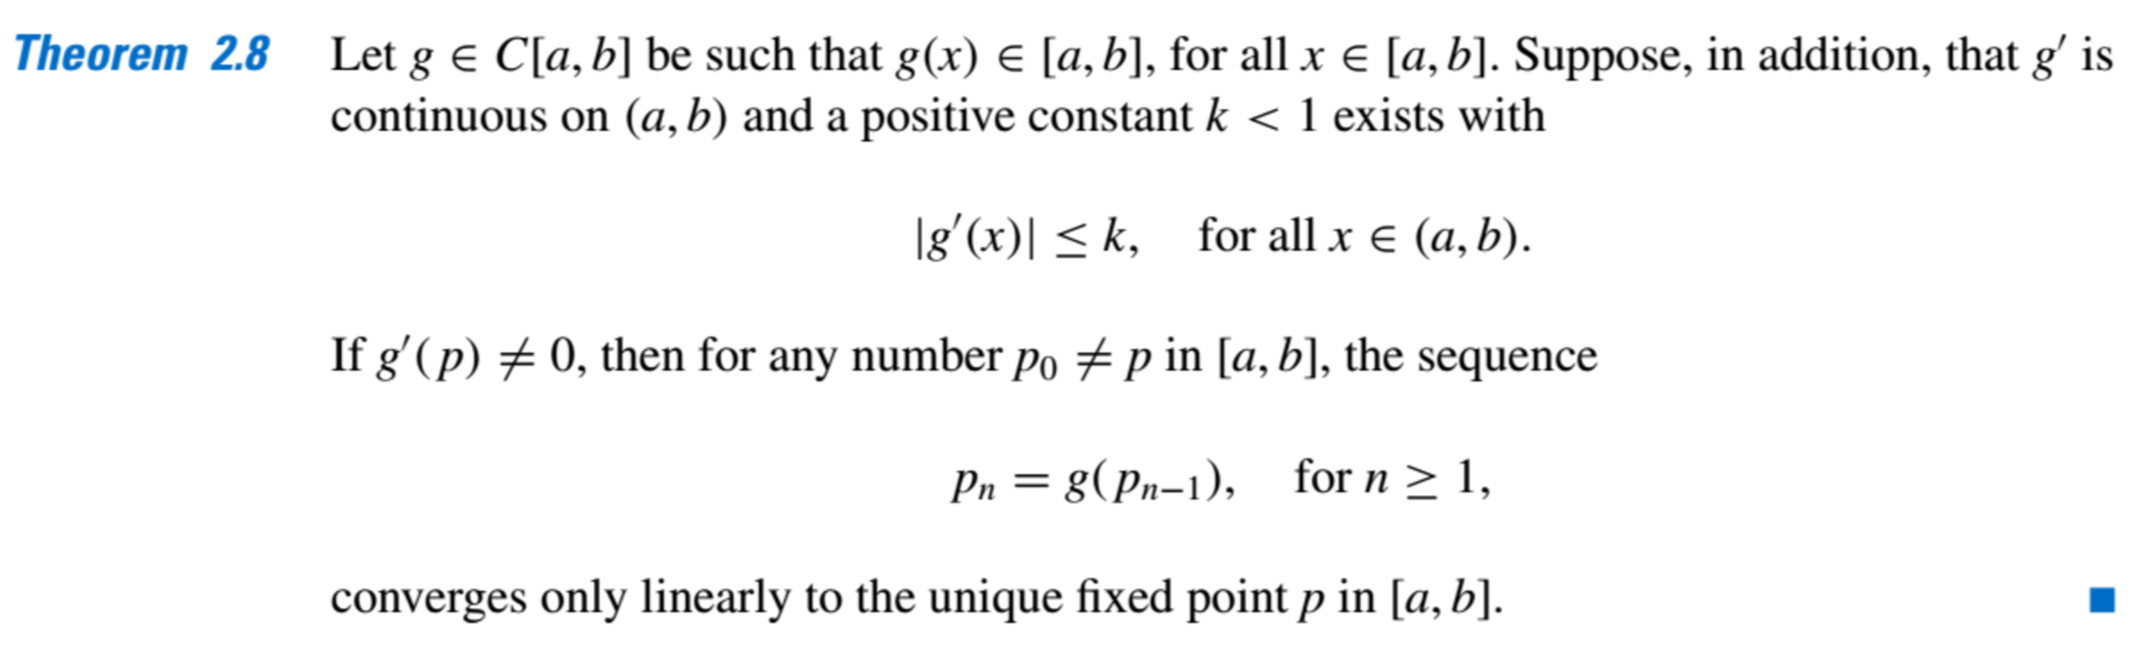 Theorem 2.8 Let g ∈ C[a, b] be such that g(x) ∈ [a, b], for all x ∈ [a, b]. Suppose, in addition, that g′ is
continuous on (a, b) and a positive constant k < 1 exists with
|g′(x)| ≤ k, for all x ∈ (a, b).
If g′(p) ≠ 0, then for any number p₀ ≠ p in [a, b], the sequence
pₙ = g(pₙ₋₁), for n ≥ 1,
converges only linearly to the unique fixed point p in [a, b]. ■